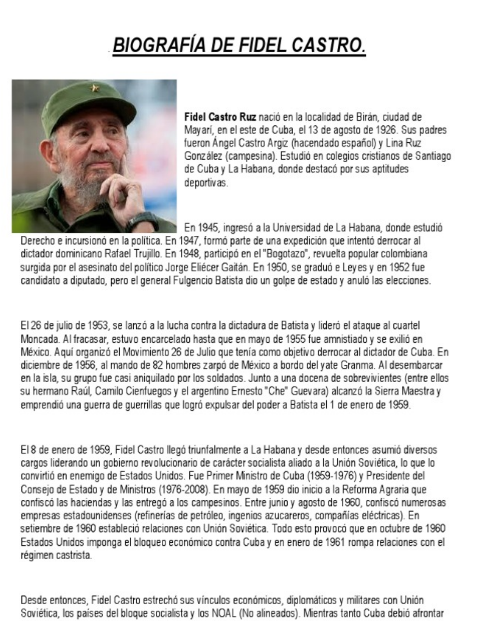 BIOGRAFÍA DE FIDEL CASTRO.
Fidel Castro Ruz nació en la localidad de Birán, ciudad de
Mayarí, en el este de Cuba, el 13 de agosto de 1926. Sus padres
fueron Ángel Castro Argiz (hacendado español) y Lina Ruz
González (campesina). Estudió en colegios cristianos de Santiago
de Cuba y La Habana, donde destacó por sus aptitudes
deportivas.
En 1945, ingresó a la Universidad de La Habana, donde estudió
Derecho e incursionó en la política. En 1947, formó parte de una expedición que intentó derrocar al
dictador dominicano Rafael Trujillo. En 1948, participó en el "Bogotazo", revuelta popular colombiana
surgida por el asesinato del político Jorge Eliécer Gaitán. En 1950, se graduó e Leyes y en 1952 fue
candidato a diputado, pero el general Fulgencio Batista dio un golpe de estado y anuló las elecciones.
El 26 de julio de 1953, se lanzó a la lucha contra la dictadura de Batista y lideró el ataque al cuartel
Moncada. Al fracasar, estuvo encarcelado hasta que en mayo de 1955 fue amnistiado y se exilió en
México. Aquí organizó el Movimiento 26 de Julio que tenía como objetivo derrocar al dictador de Cuba. En
diciembre de 1956, al mando de 82 hombres zarpó de México a bordo del yate Granma. Al desembarcar
en la isla, su grupo fue casi aniquilado por los soldados. Junto a una docena de sobrevivientes (entre ellos
su hermano Raúl, Camilo Cienfuegos y el argentino Ernesto "Che" Guevara) alcanzó la Sierra Maestra y
emprendió una guerra de guerrillas que logró expulsar del poder a Batista el 1 de enero de 1959.
El 8 de enero de 1959, Fidel Castro llegó triunfalmente a La Habana y desde entonces asumió diversos
cargos liderando un gobierno revolucionario de carácter socialista aliado a la Unión Soviética, lo que lo
convirtió en enemigo de Estados Unidos. Fue Primer Ministro de Cuba (1959-1976) y Presidente del
Consejo de Estado y de Ministros (1976-2008). En mayo de 1959 dio inicio a la Reforma Agraria que
confiscó las haciendas y las entregó a los campesinos. Entre junio y agosto de 1960, confiscó numerosas
empresas estadounidenses (refinerías de petróleo, ingenios azucareros, compañías eléctricas). En
setiembre de 1960 estableció relaciones con Unión Soviética. Todo esto provocó que en octubre de 1960
Estados Unidos imponga el bloqueo económico contra Cuba y en enero de 1961 rompa relaciones con el
régimen castrista.
Desde entonces, Fidel Castro estrechó sus vínculos económicos, diplomáticos y militares con Unión
Soviética, los países del bloque socialista y los NOAL (No alineados). Mientras tanto Cuba debió afrontar